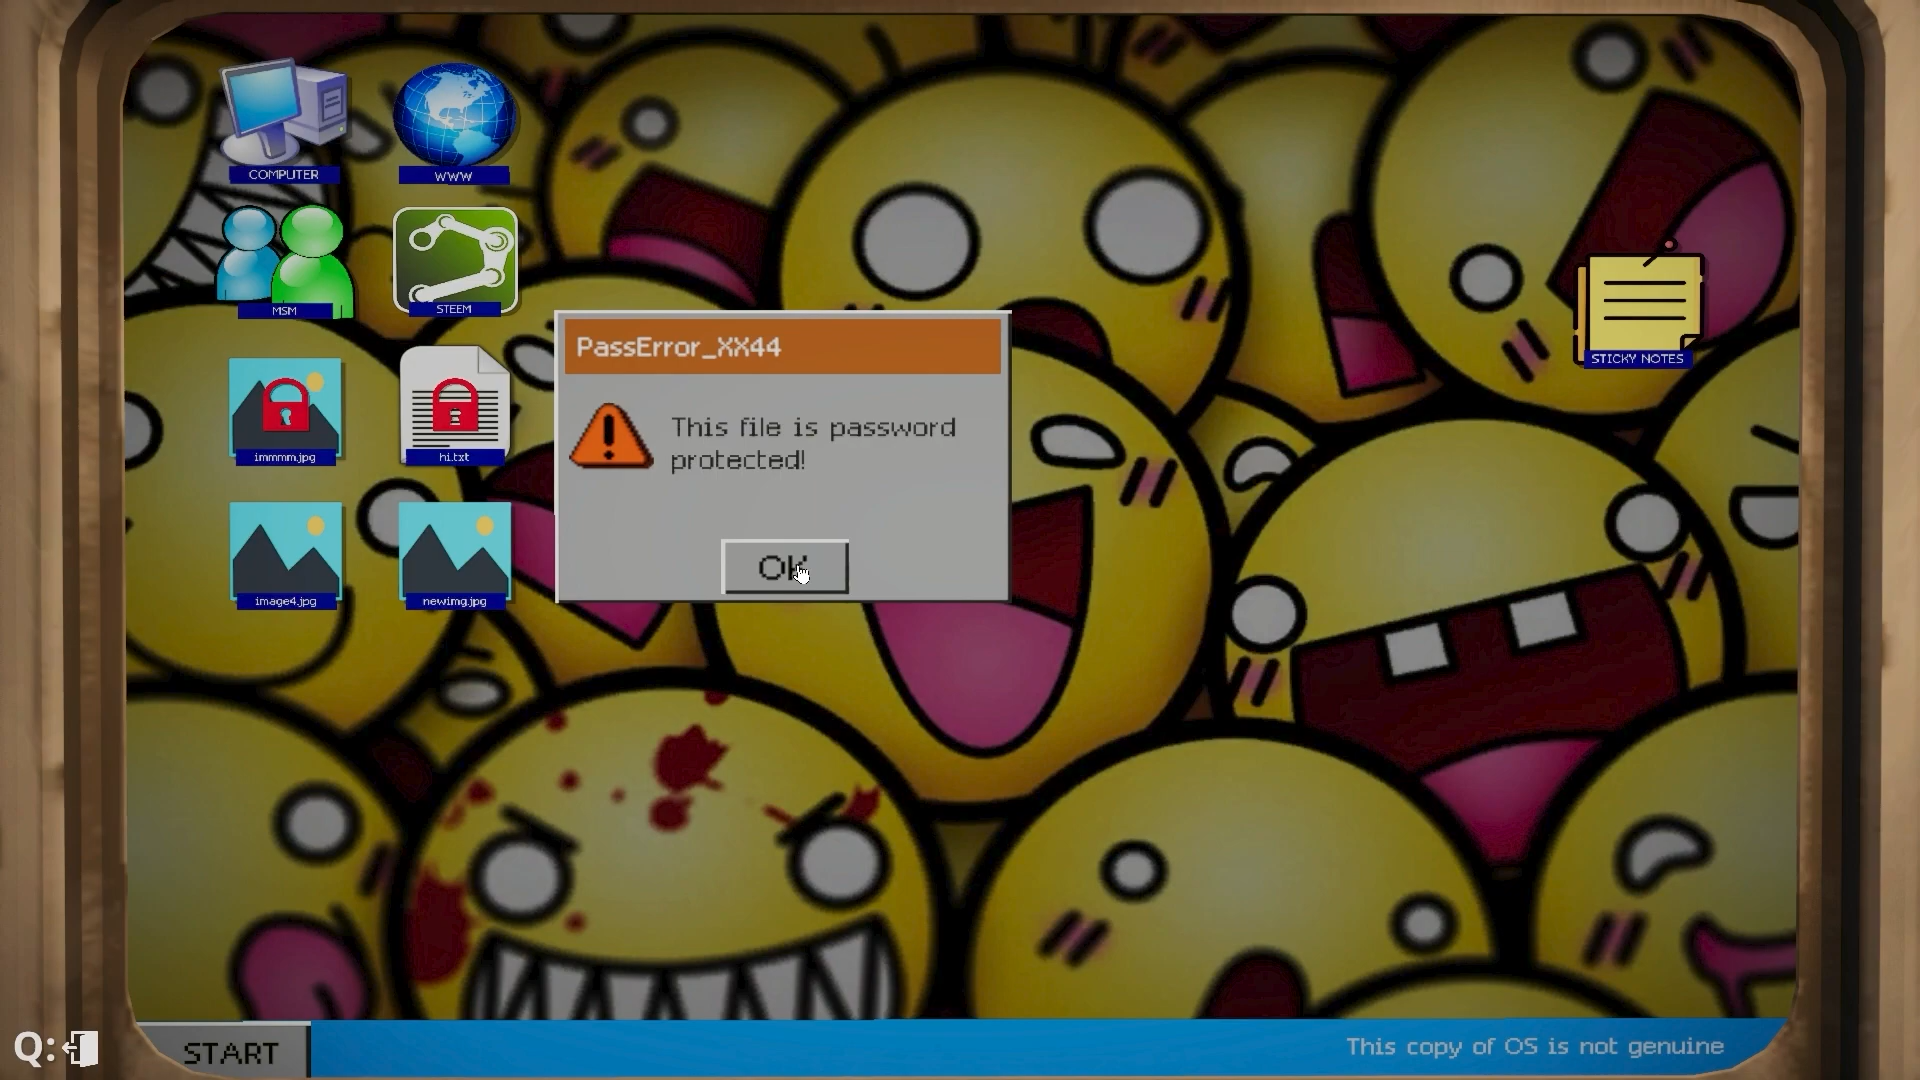 COMPUTER
WWW
MSM
STEEM
immmm.jpg
hi.txt
image4.jpg
newimg.jpg
STICKY NOTES
PassError_XX44
This file is password
protected!
OK
Q:
START
This copy of OS is not genuine